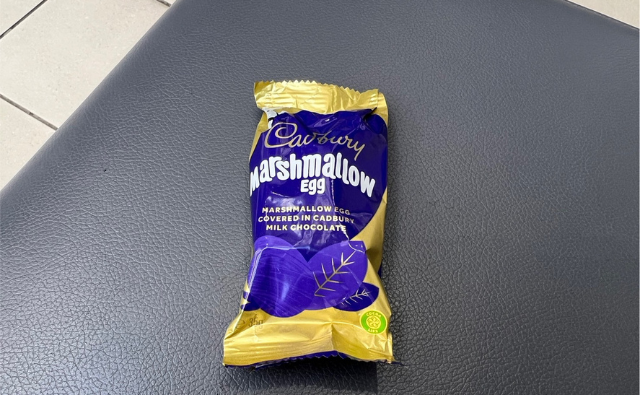 Cadbury
Marshmallow
Egg
MARSHMALLOW EGG
COVERED IN CADBURY
MILK CHOCOLATE